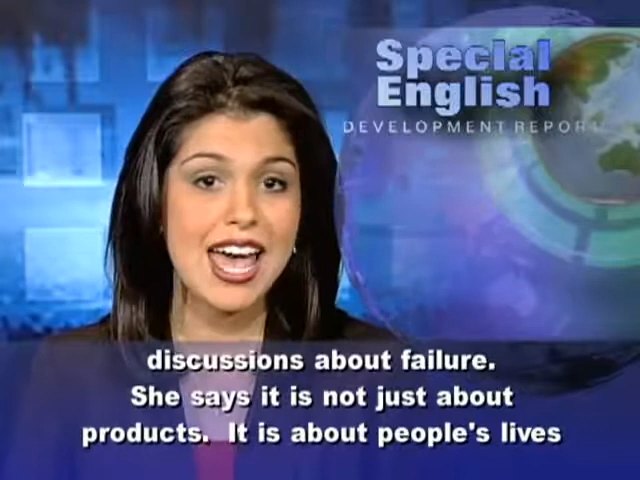 Special
English
DEVELOPMENT REPORT
discussions about failure.
She says it is not just about
products. It is about people's lives